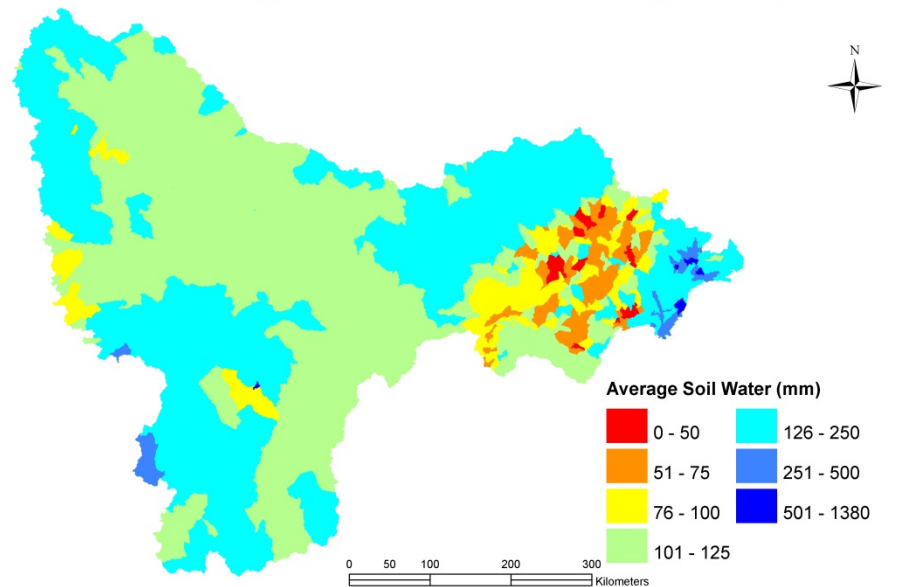 N
Average Soil Water (mm)
0 - 50
126 - 250
51 - 75
251 - 500
76 - 100
501 - 1380
101 - 125
0 50 100 200 300
Kilometers